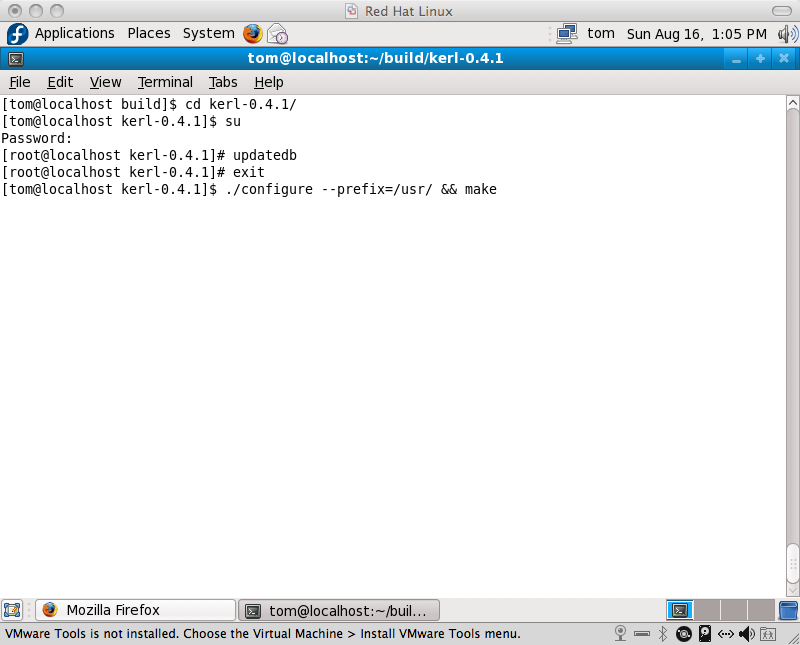 Red Hat Linux
Applications Places System tom Sun Aug 16, 1:05 PM
tom@localhost:~/build/kerl-0.4.1
File Edit View Terminal Tabs Help
[tom@localhost build]$ cd kerl-0.4.1/
[tom@localhost kerl-0.4.1]$ su
Password:
[root@localhost kerl-0.4.1]# updatedb
[root@localhost kerl-0.4.1]# exit
[tom@localhost kerl-0.4.1]$ ./configure --prefix=/usr/ && make
Mozilla Firefox tom@localhost:~/buil...
VMware Tools is not installed. Choose the Virtual Machine > Install VMware Tools menu.